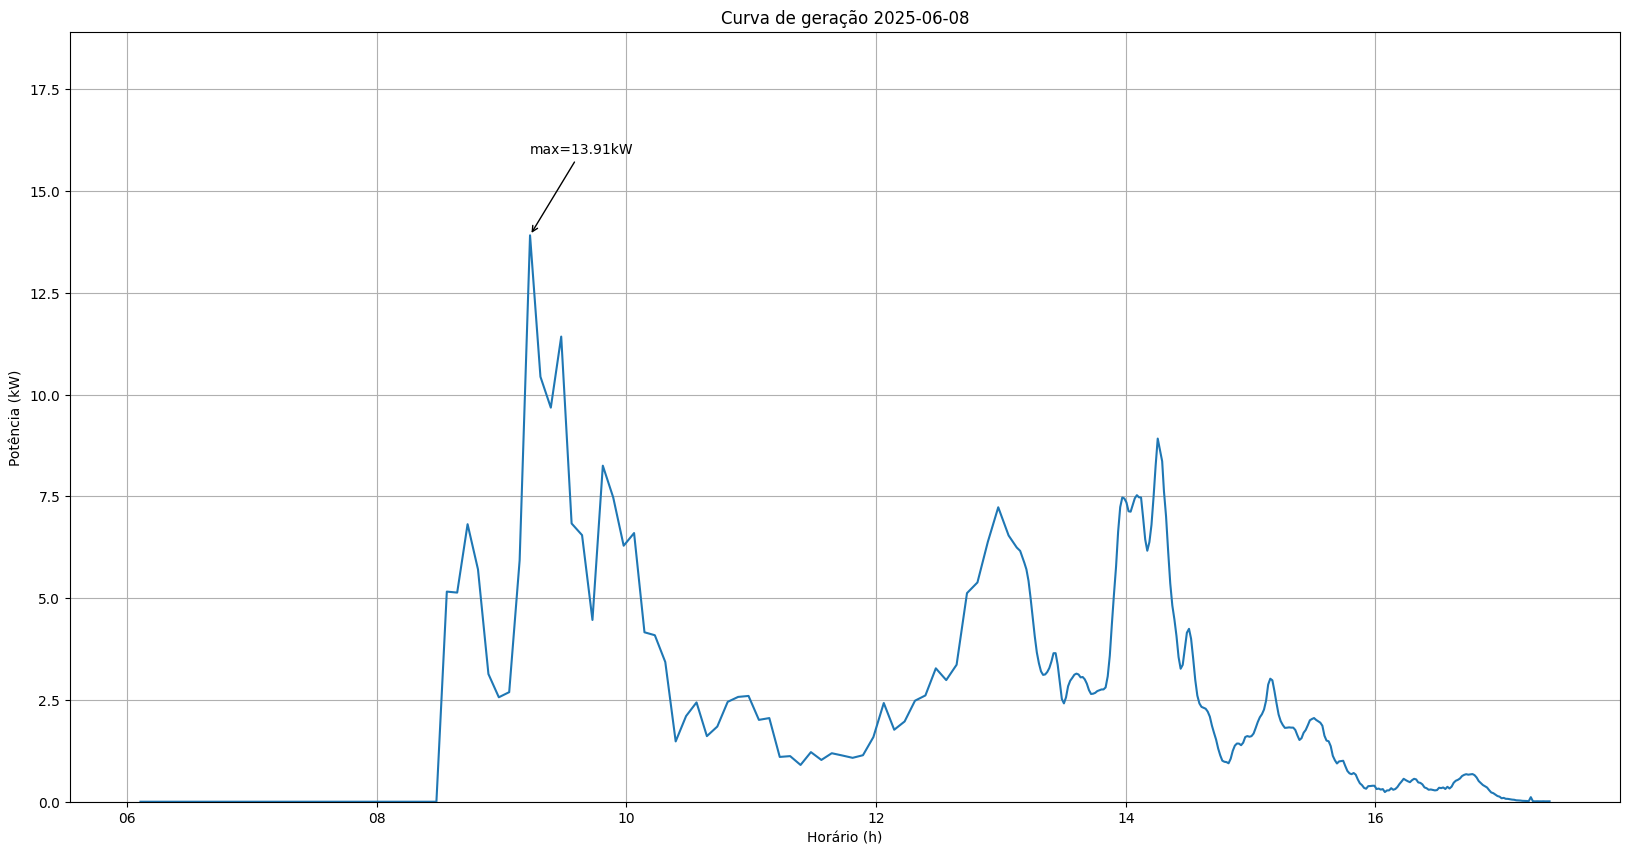 Curva de geração 2025-06-08
17.5
max=13.91kW
15.0
12.5
10.0
Potência (kW)
7.5
5.0
2.5
0.0
06 08 10 12 14 16
Horário (h)